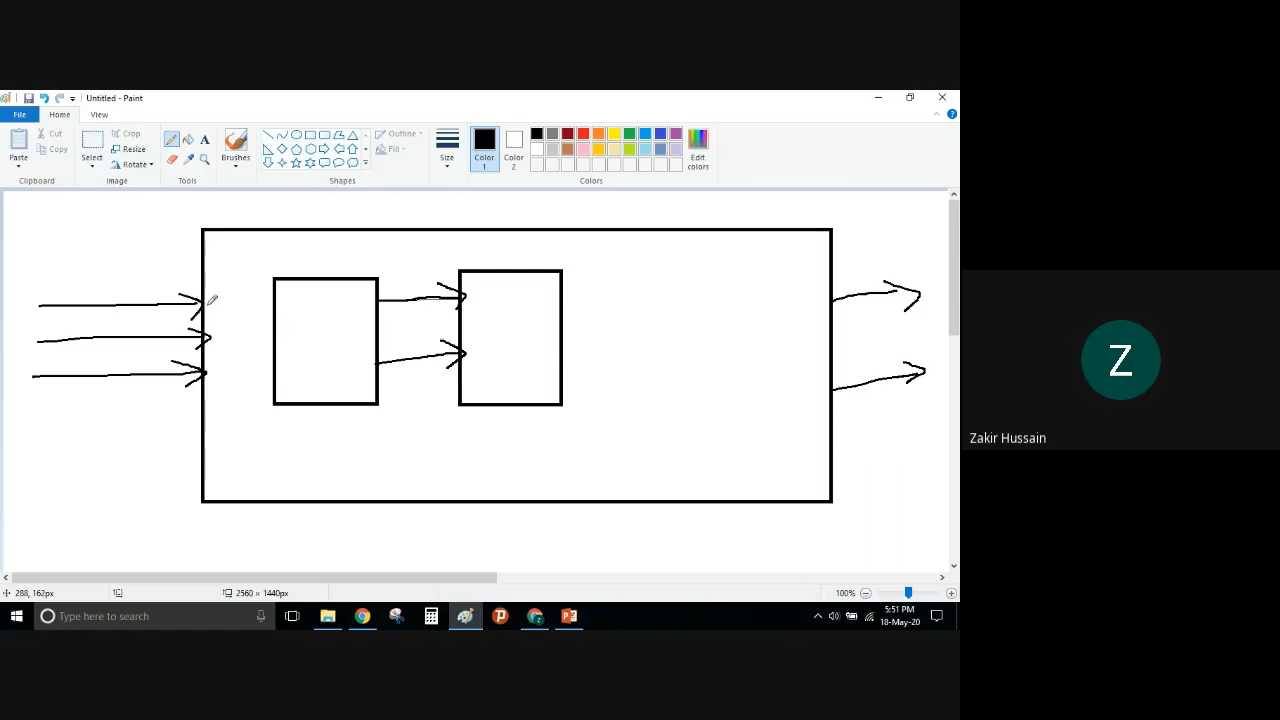 Untitled - Paint
File Home View
Cut
Copy
Paste
Clipboard
Crop
Resize
Rotate
Select
Image
A
Tools
Brushes
Outline
Fill
Shapes
Size
Color
1
Color
2
Edit
colors
Colors
Z
Zakir Hussain
288, 162px
2560 × 1440px
100%
Type here to search
5:51 PM
18-May-20